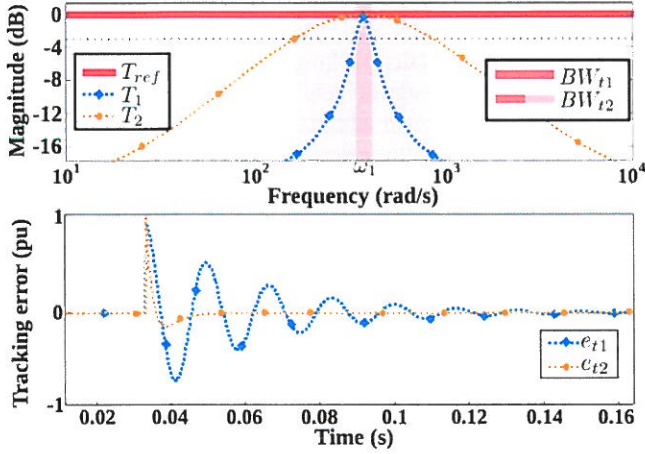 Magnitude (dB)
0
-4
-8
-12
-16
T_ref
T_1
T_2
BW_t1
BW_t2
10^1
10^2
ω_1
10^3
10^4
Frequency (rad/s)
Tracking error (pu)
1
0
-1
e_t1
e_t2
0.02
0.04
0.06
0.08
0.1
0.12
0.14
0.16
Time (s)